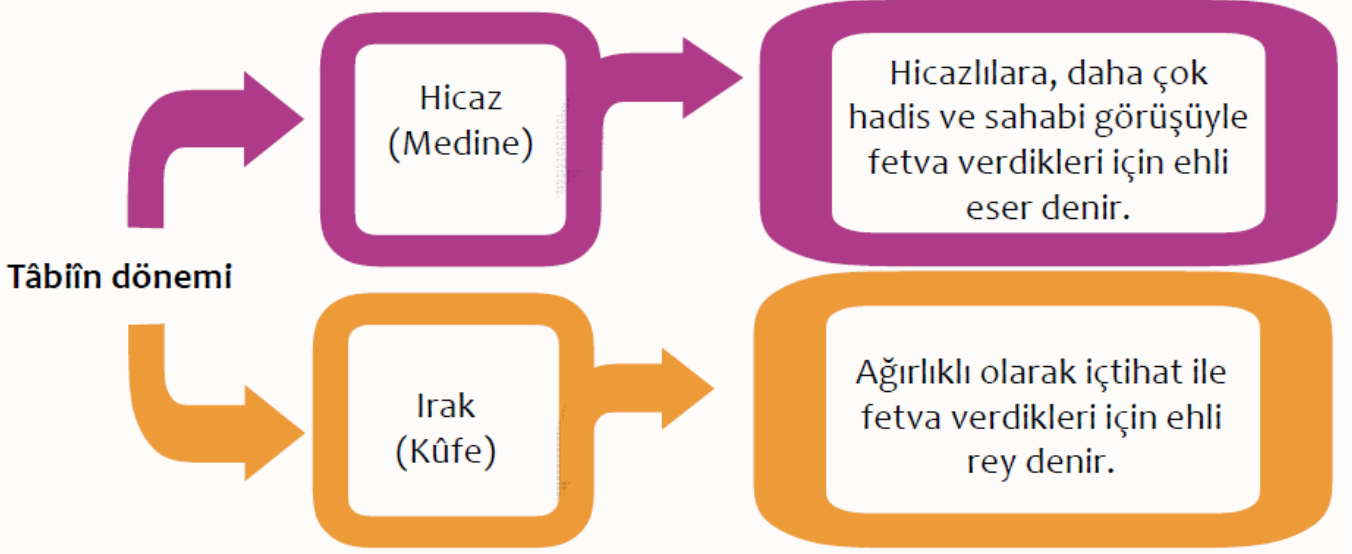 Tâbiîn dönemi
Hicaz
(Medine)
Hicazlılara, daha çok
hadis ve sahabi görüşüyle
fetva verdikleri için ehli
eser denir.
Irak
(Kûfe)
Ağırlıklı olarak içtihat ile
fetva verdikleri için ehli
rey denir.